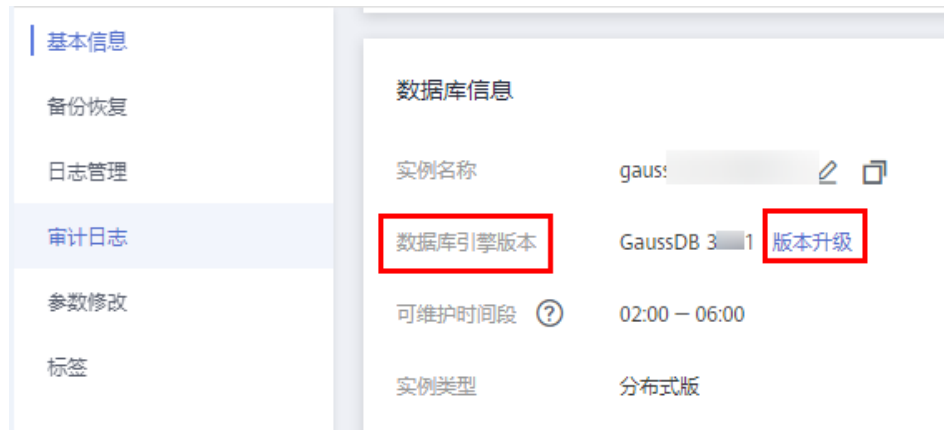 基本信息
备份恢复
日志管理
审计日志
参数修改
标签
数据库信息
实例名称 gauss
数据库引擎版本 GaussDB 3 1 版本升级
可维护时间段 ? 02:00 — 06:00
实例类型 分布式版